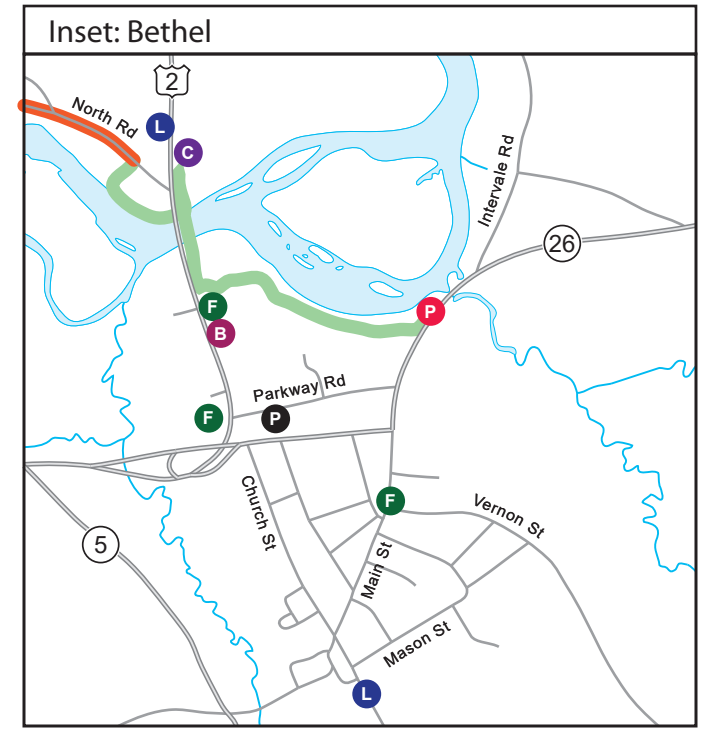 Inset: Bethel
2
North Rd
L
C
Intervale Rd
26
F
P
B
Parkway Rd
F
P
Church St
F
Vernon St
5
Main St
Mason St
L